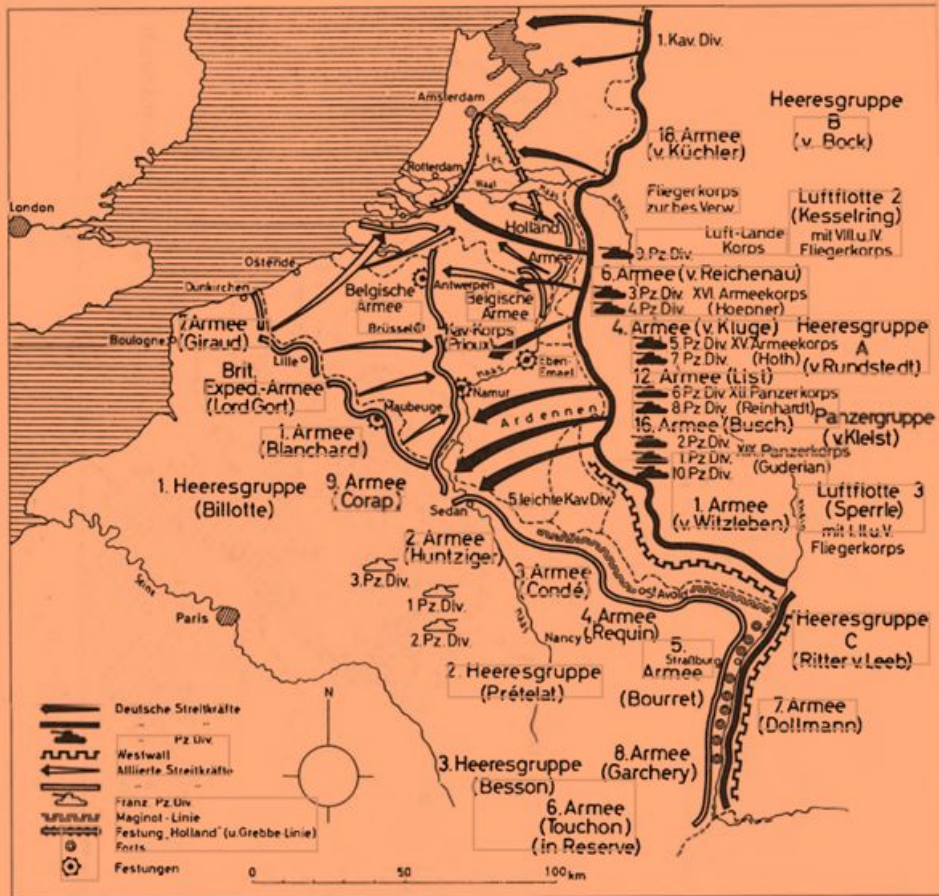 1. Kav. Div.
Amsterdam
Heeresgruppe
B
(v. Bock)
18. Armee
(v. Küchler)
Rotterdam
Lek
Waal
Maas
Rhein
Fliegerkorps
zur bes Verw.
Luftflotte 2
(Kesselring)
mit VIII. u. IV.
Fliegerkorps
London
Holland
Armee
Luft-Lande
Korps
9. Pz. Div.
Ostende
Dunkirchen
Antwerpen
Belgische
Armee
Belgische
Armee
6. Armee (v. Reichenau)
3. Pz. Div. XVI. Armeekorps
4. Pz. Div. (Hoepner)
Boulogne
7. Armee
(Giraud)
Brüssel
Kav.-Korps
Prioux
4. Armee (v. Kluge)
5. Pz Div. XV. Armeekorps
7. Pz Div. (Hoth)
Heeresgruppe
A
(v. Rundstedt)
Lille
Maas
Eben-
Emael
Brit.
Exped.-Armee
(Lord Gort)
Namur
Maubeuge
12. Armee (List)
6 Pz Div. XLI. Panzerkorps
8 Pz Div. (Reinhardt)
Ardennen
16. Armee (Busch)
2. Pz. Div.
1. Pz. Div.
10. Pz Div.
XIX. Panzerkorps
(Guderian)
Panzergruppe
(v. Kleist)
1. Armee
(Blanchard)
9. Armee
(Corap)
1. Heeresgruppe
(Billotte)
Sedan
5. leichte Kav. Div.
1. Armee
(v. Witzleben)
Luftflotte 3
(Sperrle)
mit I. II. u. V.
Fliegerkorps
Rhein
2. Armee
(Huntziger)
3. Pz. Div.
1 Pz. Div.
2. Pz. Div.
Seine
Paris
Maas
3. Armee
(Condé)
St Avold
4. Armee
(Requin)
Nancy
5.
Straßburg
Armee
(Bourret)
Heeresgruppe
C
(Ritter v. Leeb)
2. Heeresgruppe
(Prételat)
7. Armee
(Dollmann)
8. Armee
(Garchery)
3. Heeresgruppe
(Besson)
6. Armee
(Touchon)
(in Reserve)
N
Deutsche Streitkräfte
" "
" Pz. Div.
Westwall
Alliierte Streitkräfte
" "
Franz. Pz. Div.
Maginot-Linie
Festung "Holland" (u. Grebbe-Linie)
Forts
Festungen
0 50 100 km